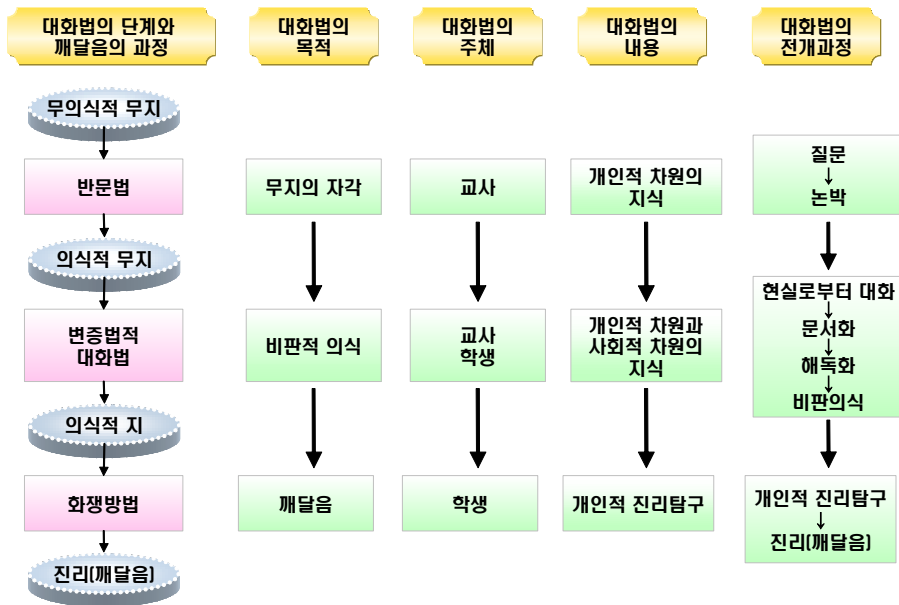 대화법의 단계와
깨달음의 과정
대화법의
목적
대화법의
주체
대화법의
내용
대화법의
전개과정
무의식적 무지
반문법
의식적 무지
변증법적
대화법
의식적 지
화쟁방법
진리(깨달음)
무지의 자각
비판적 의식
깨달음
교사
교사
학생
학생
개인적 차원의
지식
개인적 차원과
사회적 차원의
지식
개인적 진리탐구
질문
논박
현실로부터 대화
문서화
해독화
비판의식
개인적 진리탐구
진리(깨달음)